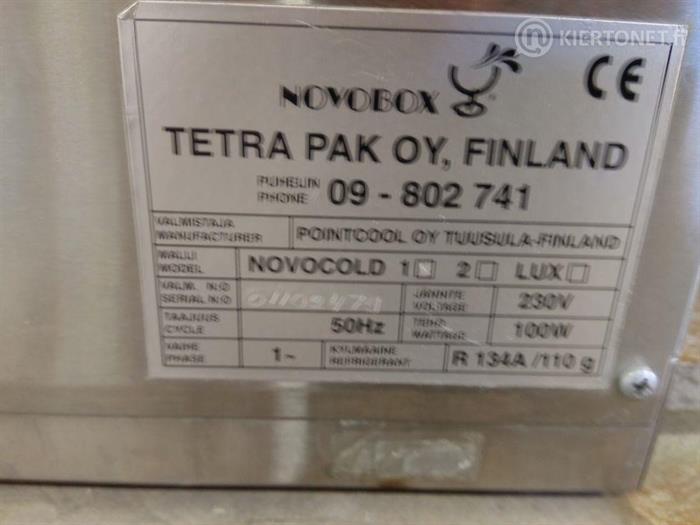 KIERTONET.fi
NOVOBOX CE
TETRA PAK OY, FINLAND
PUHELIN
PHONE 09 - 802 741
VALMISTAJA
MANUFACTURER POINTCOOL OY TUUSULA-FINLAND
MALLI
MODEL NOVOCOLD 1 2 LUX
VALM. N:O
SERIAL N:O
JÄNNITE
VOLTAGE 230V
TAAJUUS
CYCLE 50Hz
TEHO
WATTAGE 100W
VAIHE
PHASE 1~
KYLMÄAINE
REFRIGERANT R 134A /110 g